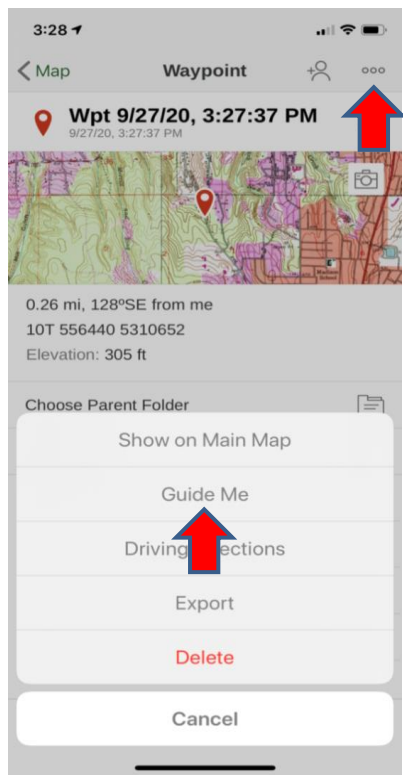 3:28
Map
Waypoint
Wpt 9/27/20, 3:27:37 PM
9/27/20, 3:27:37 PM
0.26 mi, 128ºSE from me
10T 556440 5310652
Elevation: 305 ft
Choose Parent Folder
Show on Main Map
Guide Me
Driving ections
Export
Delete
Cancel